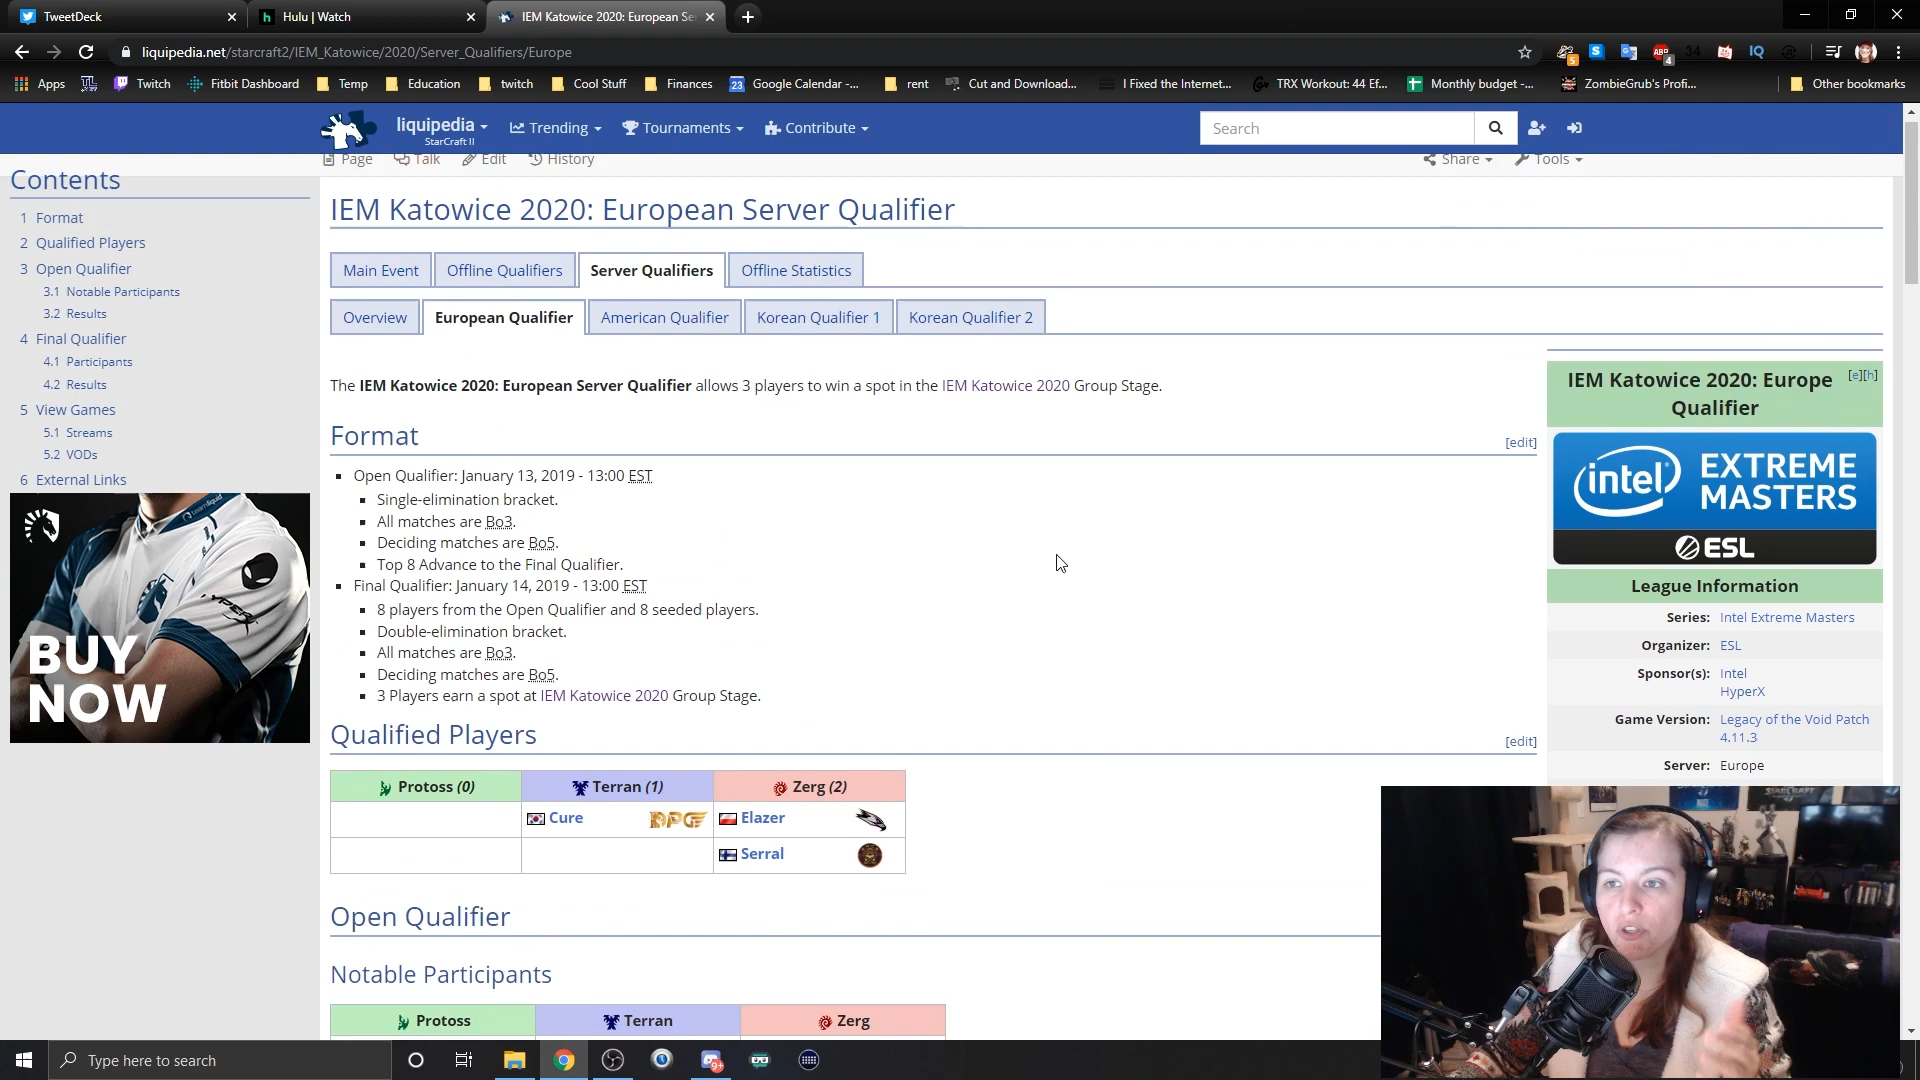 TweetDeck
Hulu | Watch
IEM Katowice 2020: European Se
liquipedia.net/starcraft2/IEM_Katowice/2020/Server_Qualifiers/Europe
Apps
Twitch
Fitbit Dashboard
Temp
Education
twitch
Cool Stuff
Finances
Google Calendar -...
rent
Cut and Download...
I Fixed the Internet...
TRX Workout: 44 Ef...
Monthly budget -...
ZombieGrub's Profi...
Other bookmarks
liquipedia
StarCraft II
Trending
Tournaments
Contribute
Search
Page
Talk
Edit
History
Share
Tools
Contents
1 Format
2 Qualified Players
3 Open Qualifier
3.1 Notable Participants
3.2 Results
4 Final Qualifier
4.1 Participants
4.2 Results
5 View Games
5.1 Streams
5.2 VODs
6 External Links
BUY
NOW
IEM Katowice 2020: European Server Qualifier
Main Event
Offline Qualifiers
Server Qualifiers
Offline Statistics
Overview
European Qualifier
American Qualifier
Korean Qualifier 1
Korean Qualifier 2
The IEM Katowice 2020: European Server Qualifier allows 3 players to win a spot in the IEM Katowice 2020 Group Stage.
Format
[edit]
Open Qualifier: January 13, 2019 - 13:00 EST
Single-elimination bracket.
All matches are Bo3.
Deciding matches are Bo5.
Top 8 Advance to the Final Qualifier.
Final Qualifier: January 14, 2019 - 13:00 EST
8 players from the Open Qualifier and 8 seeded players.
Double-elimination bracket.
All matches are Bo3.
Deciding matches are Bo5.
3 Players earn a spot at IEM Katowice 2020 Group Stage.
Qualified Players
[edit]
Protoss (0)
Terran (1)
Zerg (2)
Cure
DPG
Elazer
Serral
Open Qualifier
Notable Participants
Protoss
Terran
Zerg
IEM Katowice 2020: Europe
Qualifier
[e][h]
intel
EXTREME
MASTERS
ESL
League Information
Series: Intel Extreme Masters
Organizer: ESL
Sponsor(s): Intel
HyperX
Game Version: Legacy of the Void Patch
4.11.3
Server: Europe
Type here to search